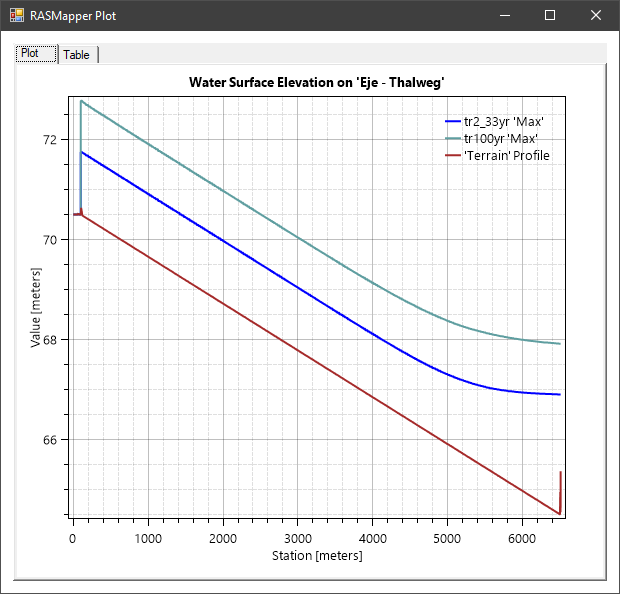 RASMapper Plot
Plot Table
Water Surface Elevation on 'Eje - Thalweg'
tr2_33yr 'Max'
tr100yr 'Max'
'Terrain' Profile
72
70
68
66
Value [meters]
0 1000 2000 3000 4000 5000 6000
Station [meters]